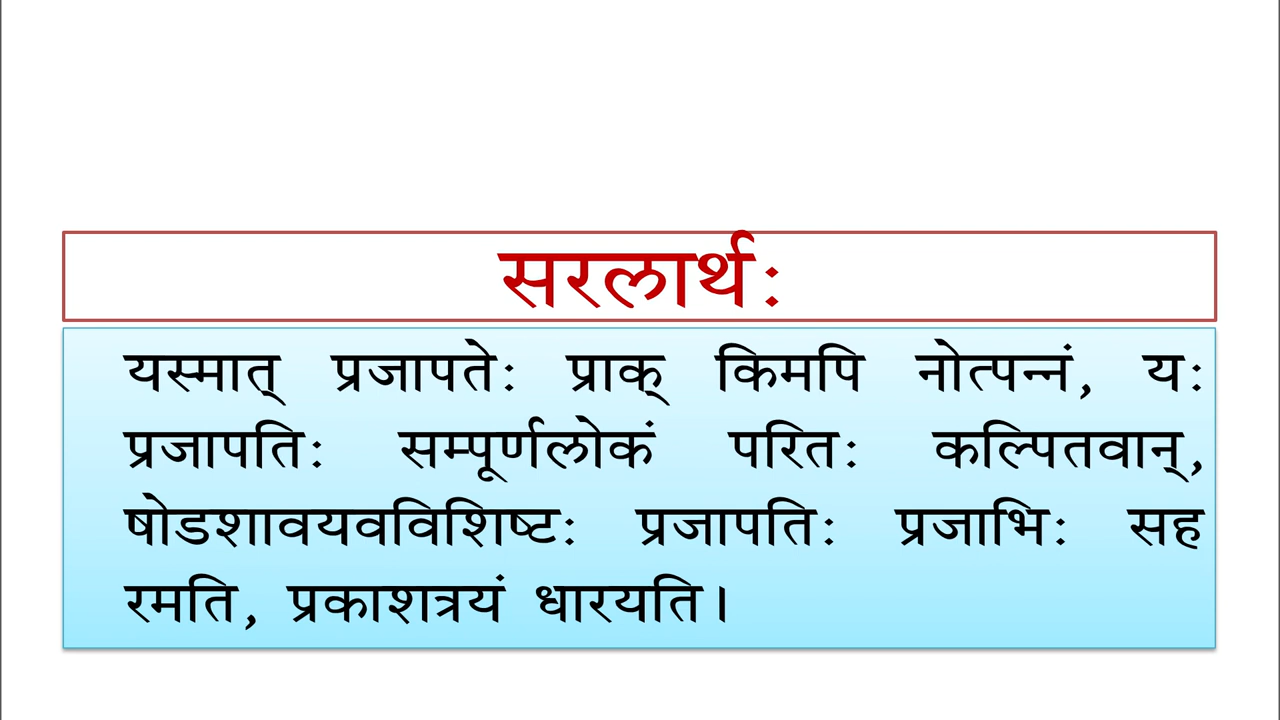 सरलार्थः
यस्मात् प्रजापतेः प्राक् किमपि नोत्पन्नं, यः
प्रजापतिः सम्पूर्णलोकं परितः कल्पितवान्,
षोडशावयवविशिष्टः प्रजापतिः प्रजाभिः सह
रमति, प्रकाशत्रयं धारयति।